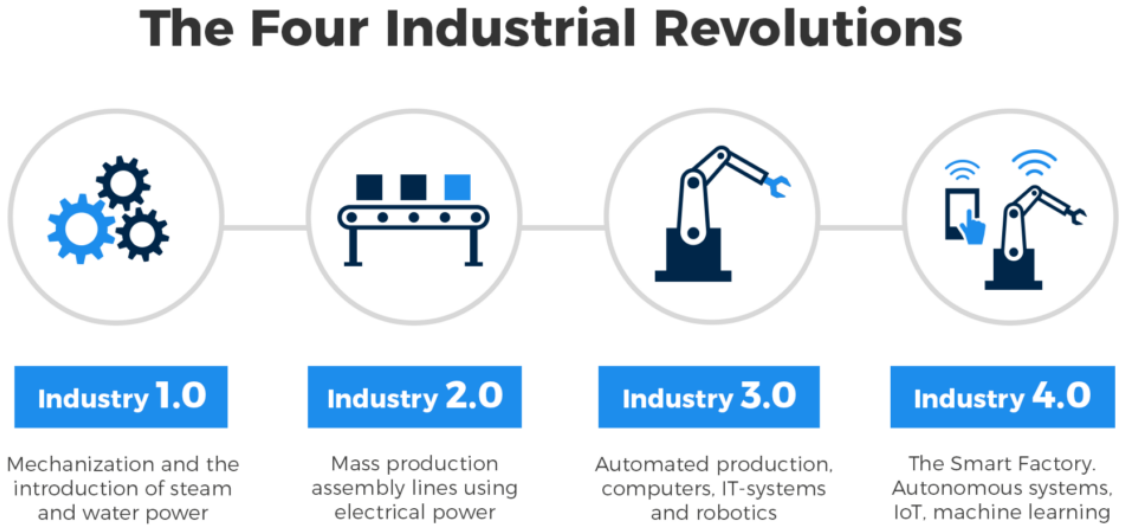 The Four Industrial Revolutions
Industry 1.0
Mechanization and the
introduction of steam
and water power
Industry 2.0
Mass production
assembly lines using
electrical power
Industry 3.0
Automated production,
computers, IT-systems
and robotics
Industry 4.0
The Smart Factory.
Autonomous systems,
IoT, machine learning